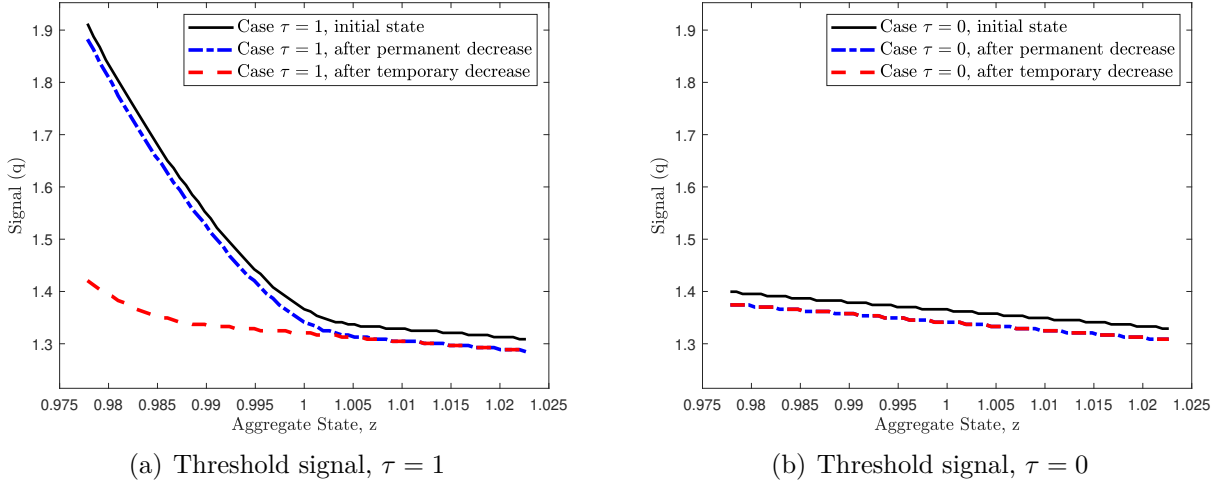 Case τ = 1, initial state
Case τ = 1, after permanent decrease
Case τ = 1, after temporary decrease
1.9
1.8
1.7
1.6
1.5
1.4
1.3
Signal (q)
0.975 0.98 0.985 0.99 0.995 1 1.005 1.01 1.015 1.02 1.025
Aggregate State, z
(a) Threshold signal, τ = 1
Case τ = 0, initial state
Case τ = 0, after permanent decrease
Case τ = 0, after temporary decrease
1.9
1.8
1.7
1.6
1.5
1.4
1.3
Signal (q)
0.975 0.98 0.985 0.99 0.995 1 1.005 1.01 1.015 1.02 1.025
Aggregate State, z
(b) Threshold signal, τ = 0